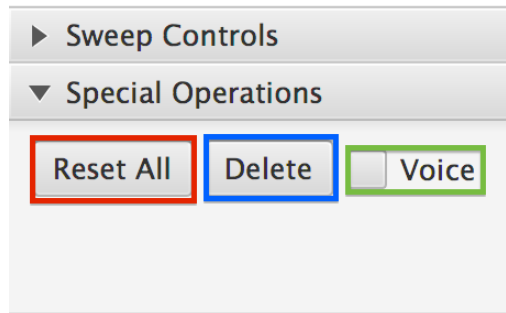 Sweep Controls
Special Operations
Reset All Delete Voice